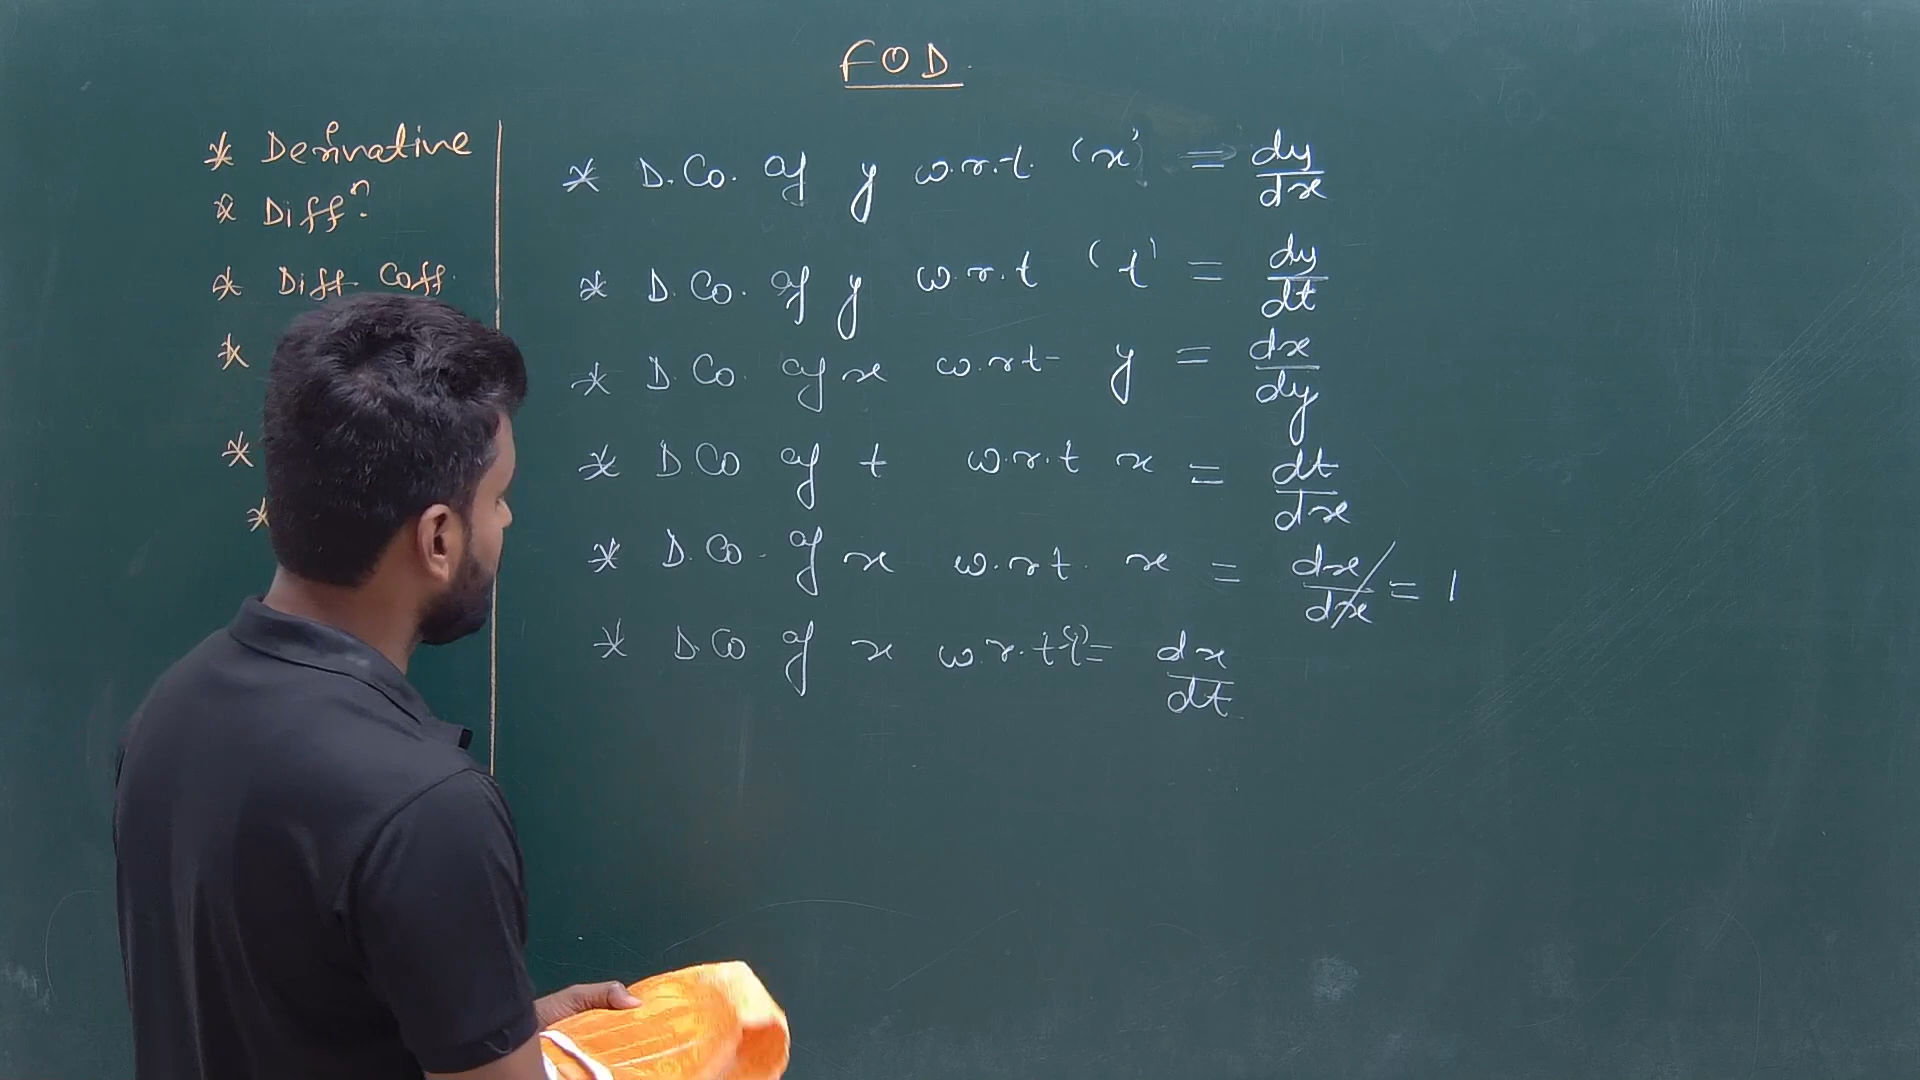 FOD
* Derivative
* Diffⁿ.
* Diff. Coff.
*
*
*
* D.Co. of y w.r.t. 'x' = dy/dx
* D.Co. of y w.r.t 't' = dy/dt
* D.Co. of x w.r.t y = dx/dy
* D.Co of t w.r.t x = dt/dx
* D.Co. of x w.r.t. x = dx/dx = 1
* D.Co of x w.r.t 't' = dx/dt